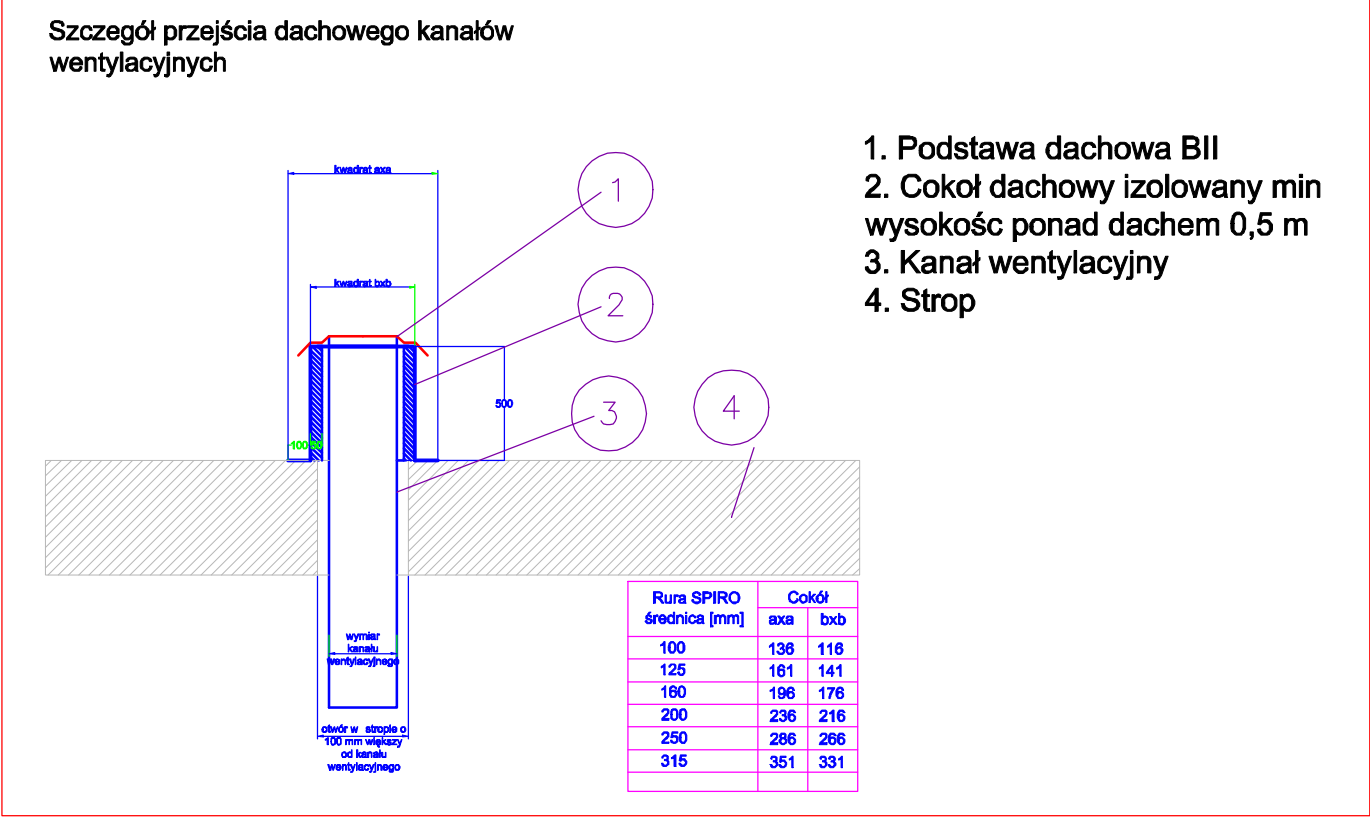 Szczegół przejścia dachowego kanałów
wentylacyjnych
1. Podstawa dachowa BII
2. Cokoł dachowy izolowany min
wysokośc ponad dachem 0,5 m
3. Kanał wentylacyjny
4. Strop
kwadrat axa
1
kwadrat bxb
2
500
3
4
100
wymiar
kanału
wentylacyjnego
otwór w stropie o
100 mm większy
od kanału
wentylacyjnego
Rura SPIRO Cokół
średnica [mm] axa bxb
100 136 116
125 161 141
160 196 176
200 236 216
250 286 266
315 351 331